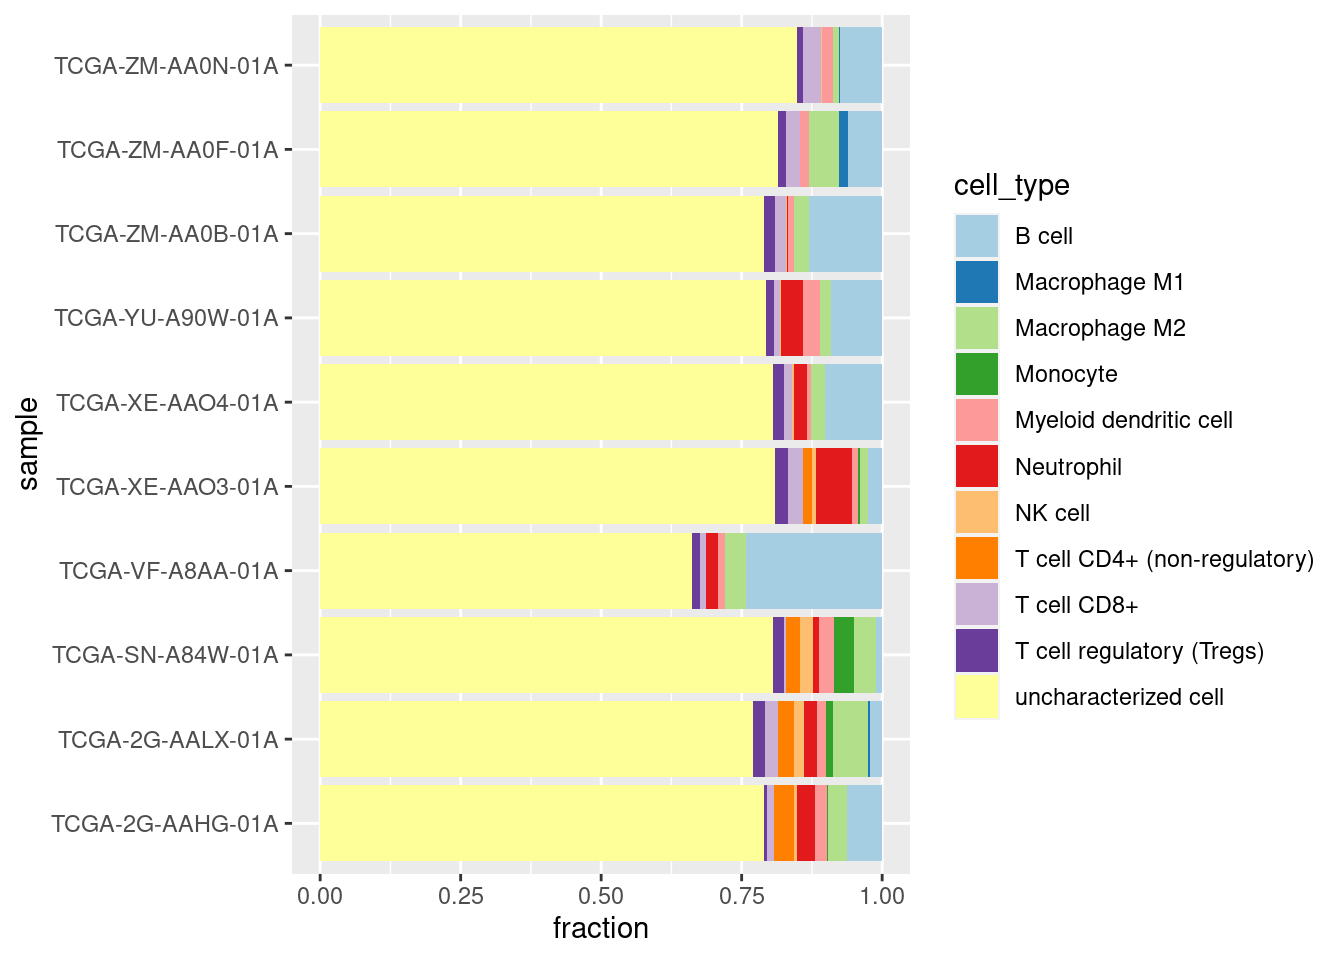 TCGA-ZM-AA0N-01A
TCGA-ZM-AA0F-01A
TCGA-ZM-AA0B-01A
TCGA-YU-A90W-01A
TCGA-XE-AAO4-01A
TCGA-XE-AAO3-01A
TCGA-VF-A8AA-01A
TCGA-SN-A84W-01A
TCGA-2G-AALX-01A
TCGA-2G-AAHG-01A
sample
0.00 0.25 0.50 0.75 1.00
fraction
cell_type
B cell
Macrophage M1
Macrophage M2
Monocyte
Myeloid dendritic cell
Neutrophil
NK cell
T cell CD4+ (non-regulatory)
T cell CD8+
T cell regulatory (Tregs)
uncharacterized cell